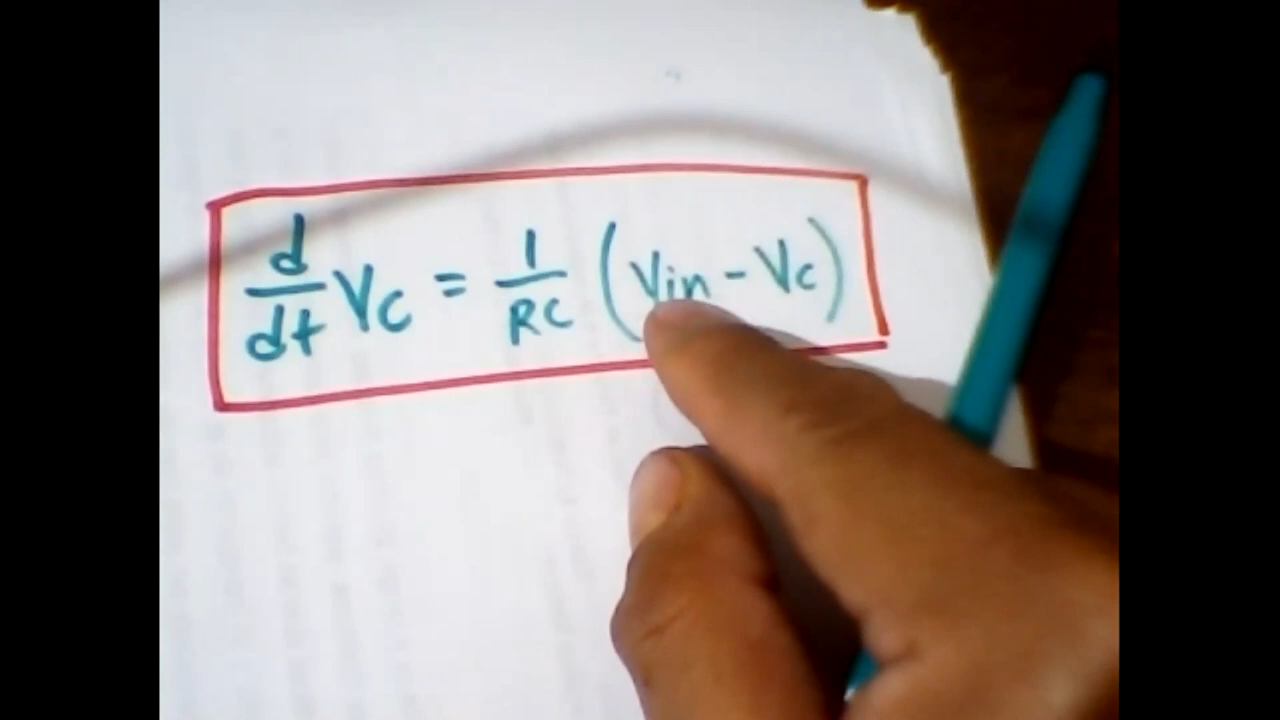 d/dt Vc = 1/RC (Vin - Vc)